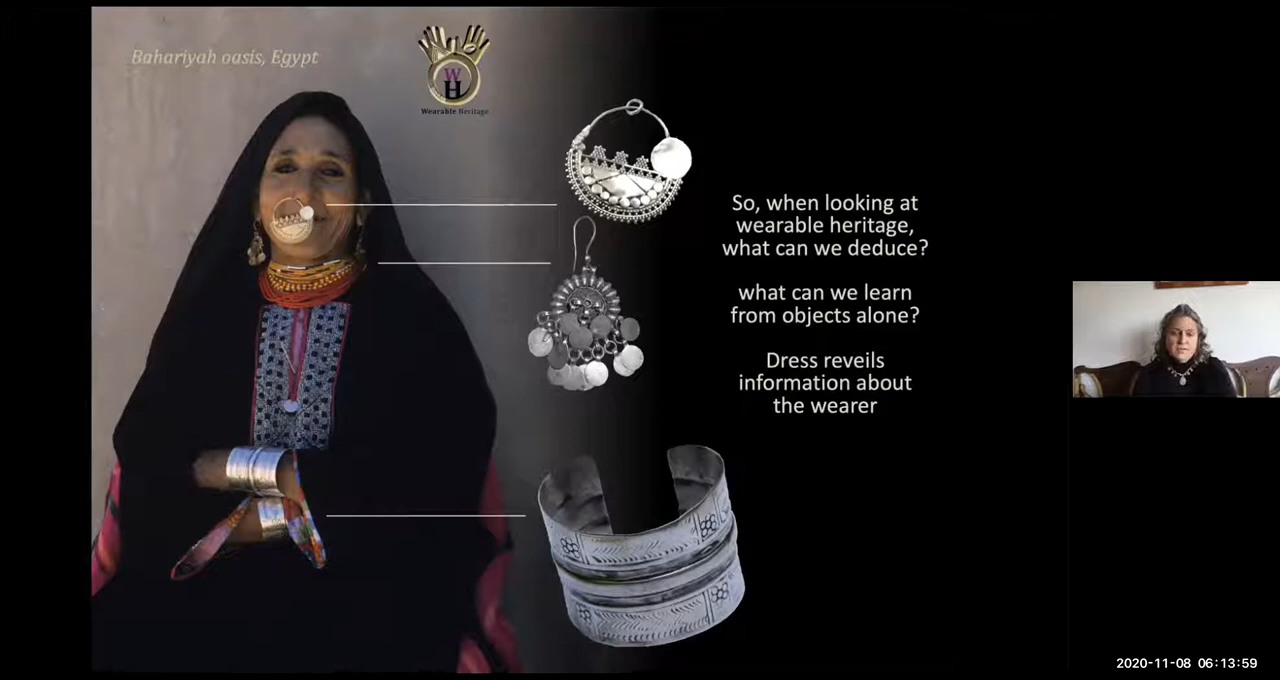 Bahariyah oasis, Egypt
W
H
Wearable Heritage
So, when looking at
wearable heritage,
what can we deduce?
what can we learn
from objects alone?
Dress reveils
information about
the wearer
2020-11-08 06:13:59